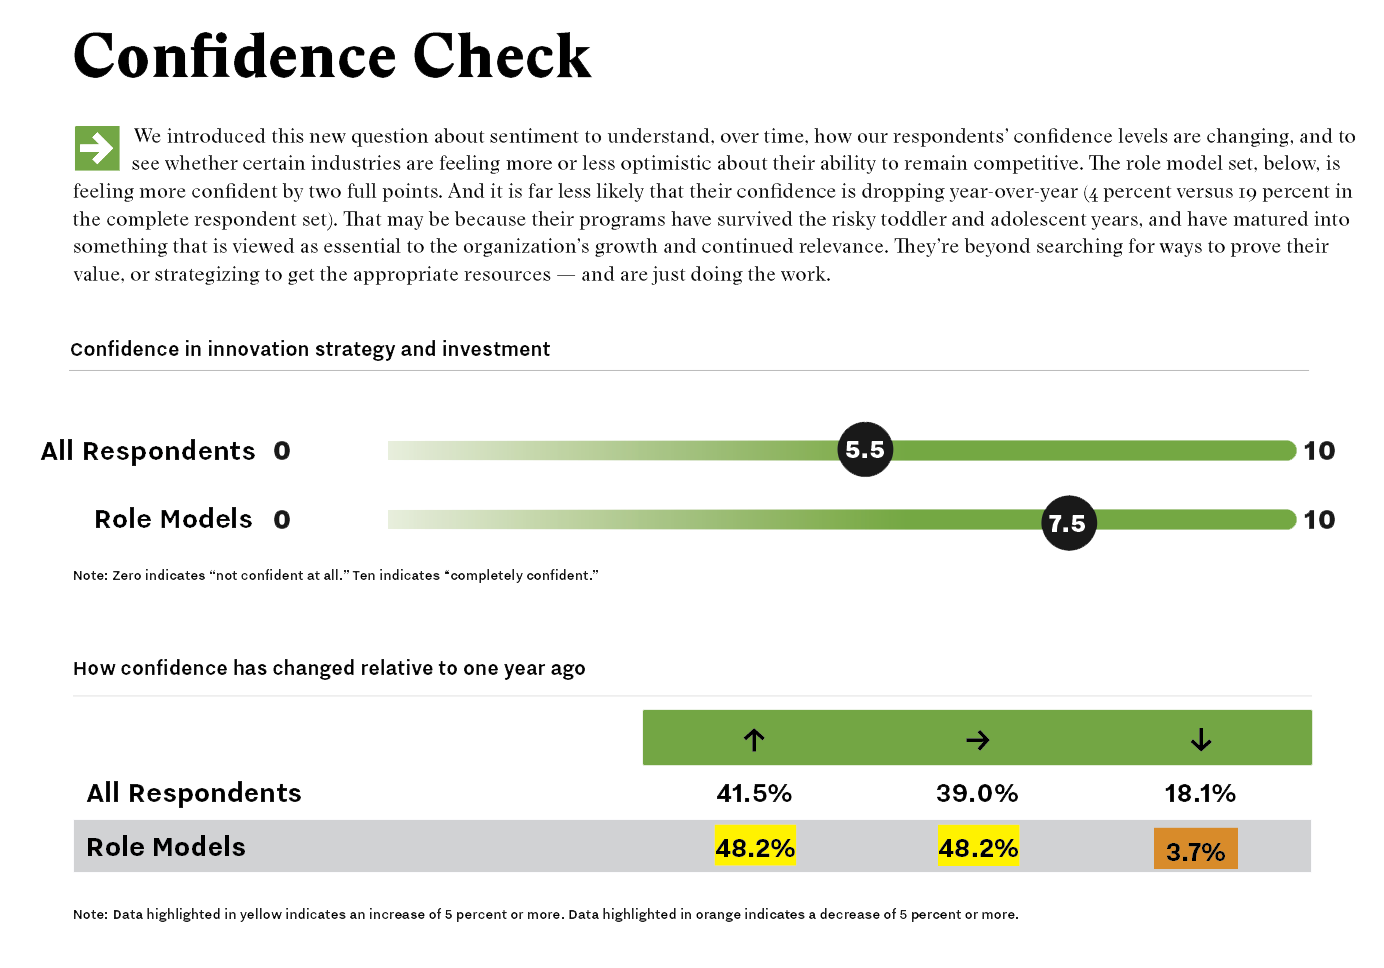 Confidence Check
We introduced this new question about sentiment to understand, over time, how our respondents’ confidence levels are changing, and to
see whether certain industries are feeling more or less optimistic about their ability to remain competitive. The role model set, below, is
feeling more confident by two full points. And it is far less likely that their confidence is dropping year-over-year (4 percent versus 19 percent in
the complete respondent set). That may be because their programs have survived the risky toddler and adolescent years, and have matured into
something that is viewed as essential to the organization’s growth and continued relevance. They’re beyond searching for ways to prove their
value, or strategizing to get the appropriate resources — and are just doing the work.
Confidence in innovation strategy and investment
All Respondents 0 5.5 10
Role Models 0 7.5 10
Note: Zero indicates “not confident at all.” Ten indicates “completely confident.”
How confidence has changed relative to one year ago
↑ → ↓
All Respondents 41.5% 39.0% 18.1%
Role Models 48.2% 48.2% 3.7%
Note: Data highlighted in yellow indicates an increase of 5 percent or more. Data highlighted in orange indicates a decrease of 5 percent or more.